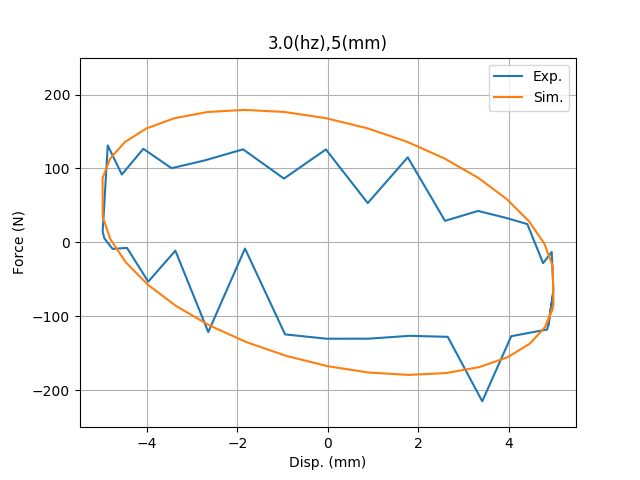 3.0(hz),5(mm)
Exp.
Sim.
Force (N)
200
100
0
−100
−200
−4
−2
0
2
4
Disp. (mm)